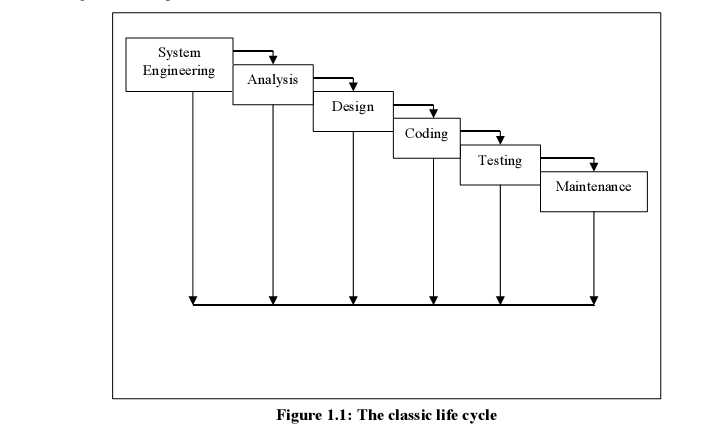 System
Engineering
Analysis
Design
Coding
Testing
Maintenance
Figure 1.1: The classic life cycle